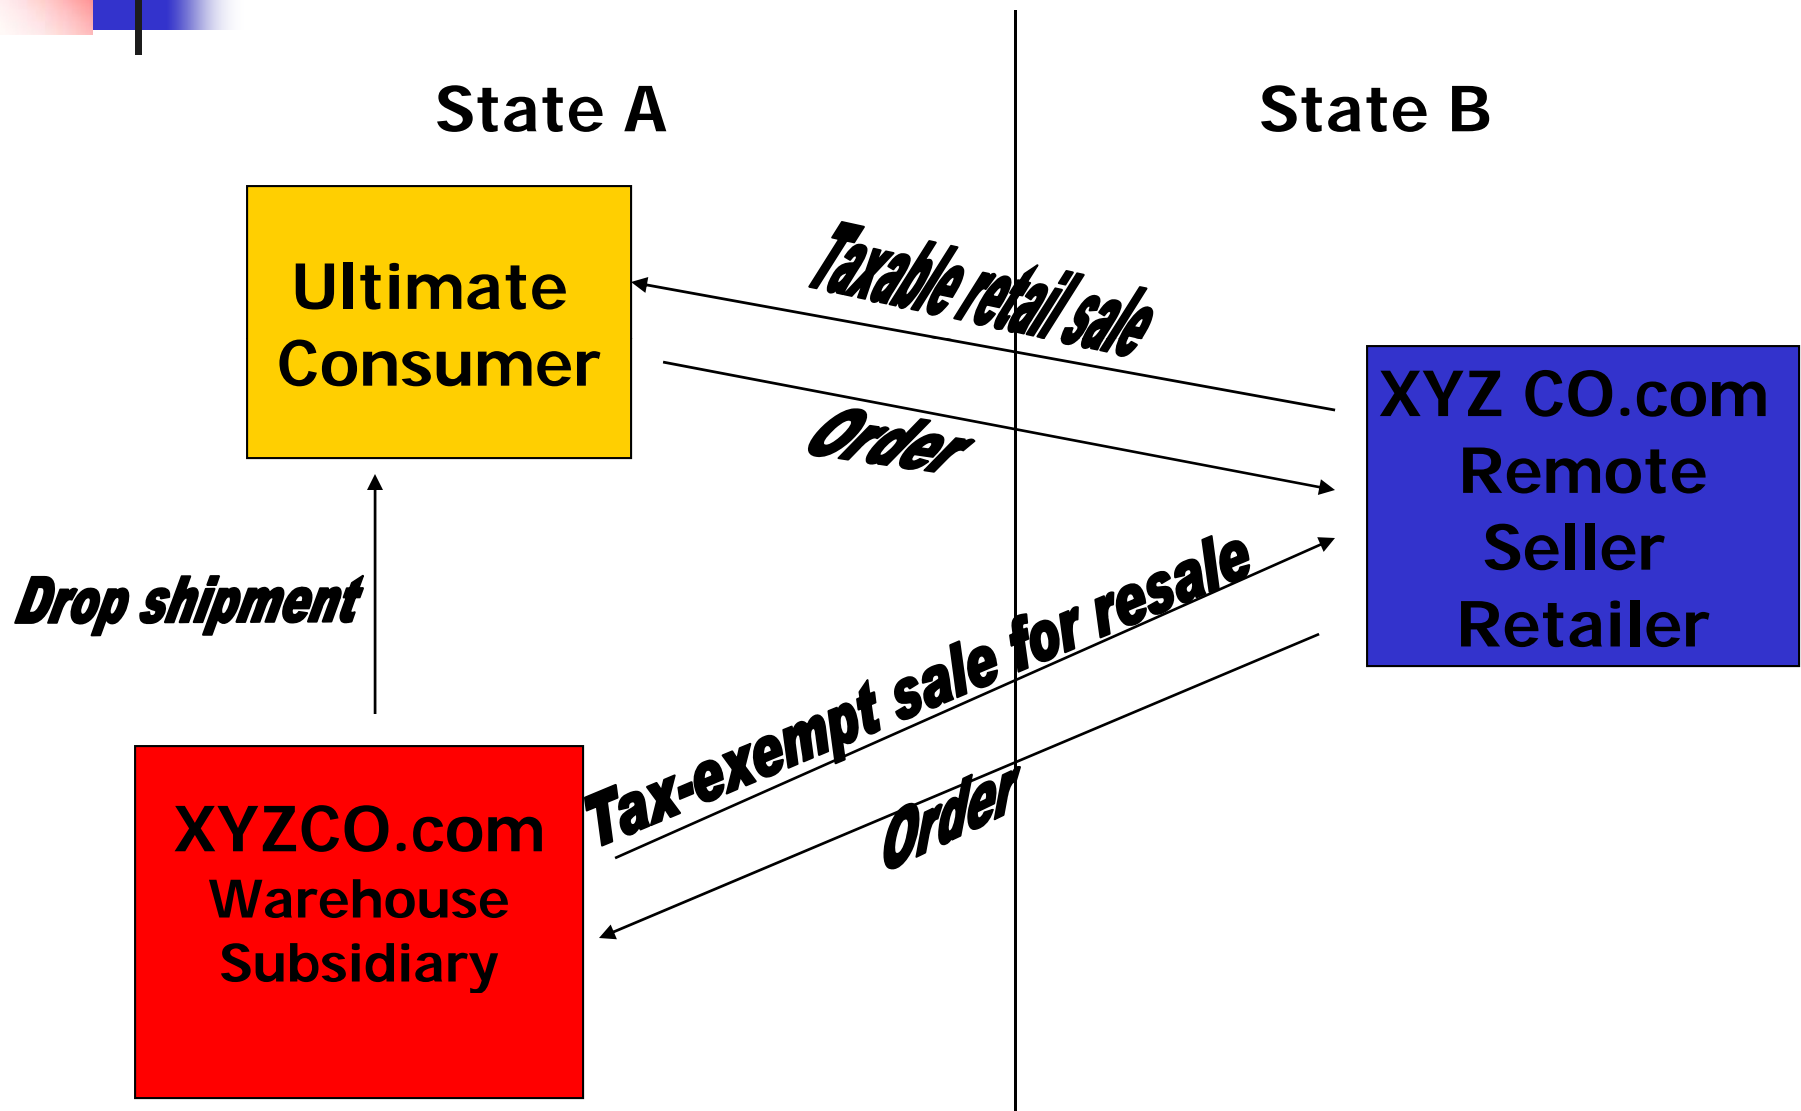 State A
State B
Ultimate
Consumer
Taxable retail sale
Order
XYZ CO.com
Remote
Seller
Retailer
Drop shipment
Tax-exempt sale for resale
Order
XYZCO.com
Warehouse
Subsidiary